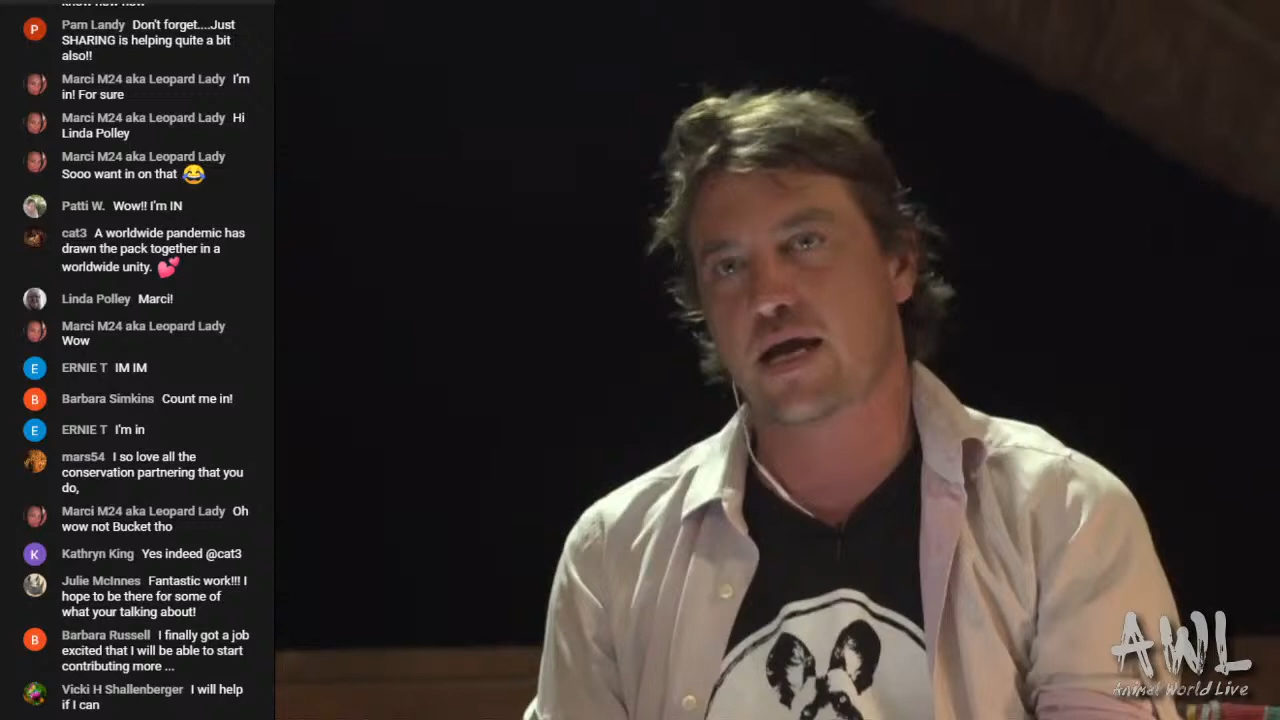 Pam Landy Don't forget....Just
SHARING is helping quite a bit
also!!
Marci M24 aka Leopard Lady I'm
in! For sure
Marci M24 aka Leopard Lady Hi
Linda Polley
Marci M24 aka Leopard Lady
Sooo want in on that 😂
Patti W. Wow!! I'm IN
cat3 A worldwide pandemic has
drawn the pack together in a
worldwide unity. 💕
Linda Polley Marci!
Marci M24 aka Leopard Lady
Wow
E ERNIE T IM IM
B Barbara Simkins Count me in!
E ERNIE T I'm in
mars54 I so love all the
conservation partnering that you
do,
Marci M24 aka Leopard Lady Oh
wow not Bucket tho
K Kathryn King Yes indeed @cat3
Julie McInnes Fantastic work!!! I
hope to be there for some of
what your talking about!
B Barbara Russell I finally got a job
excited that I will be able to start
contributing more ...
Vicki H Shallenberger I will help
if I can
AWL
Animal World Live